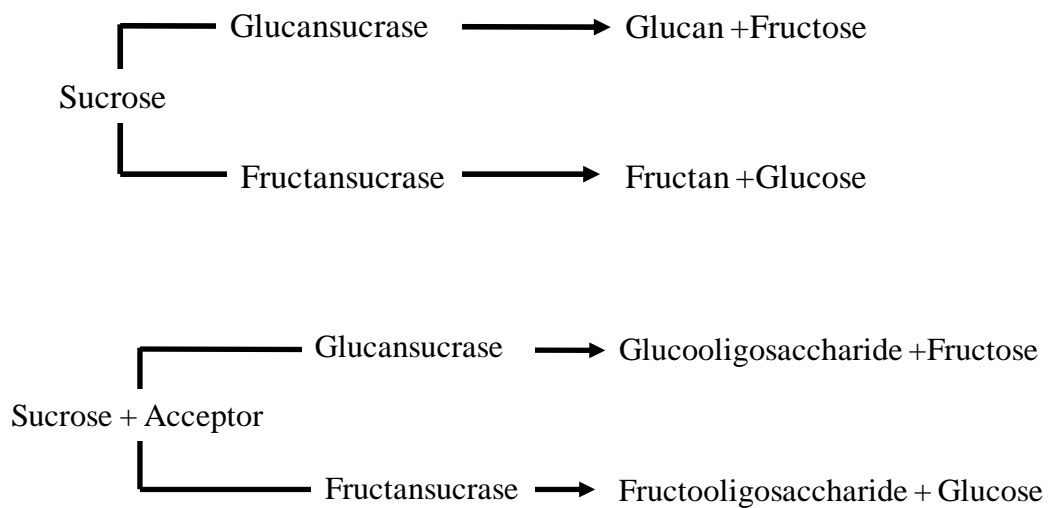 Glucansucrase Glucan +Fructose
Sucrose
Fructansucrase Fructan +Glucose
Glucansucrase Glucooligosaccharide +Fructose
Sucrose + Acceptor
Fructansucrase Fructooligosaccharide + Glucose